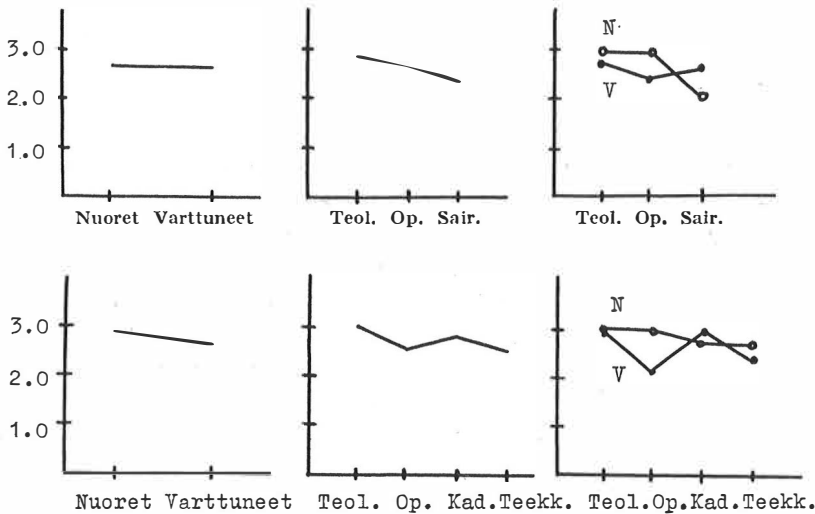 N
3.0
2.0
V
1.0
Nuoret Varttuneet
Teol. Op. Sair.
Teol. Op. Sair.
N
3.0
2.0
V
1.0
Nuoret Varttuneet
Teol. Op. Kad.Teekk.
Teol.Op.Kad.Teekk.